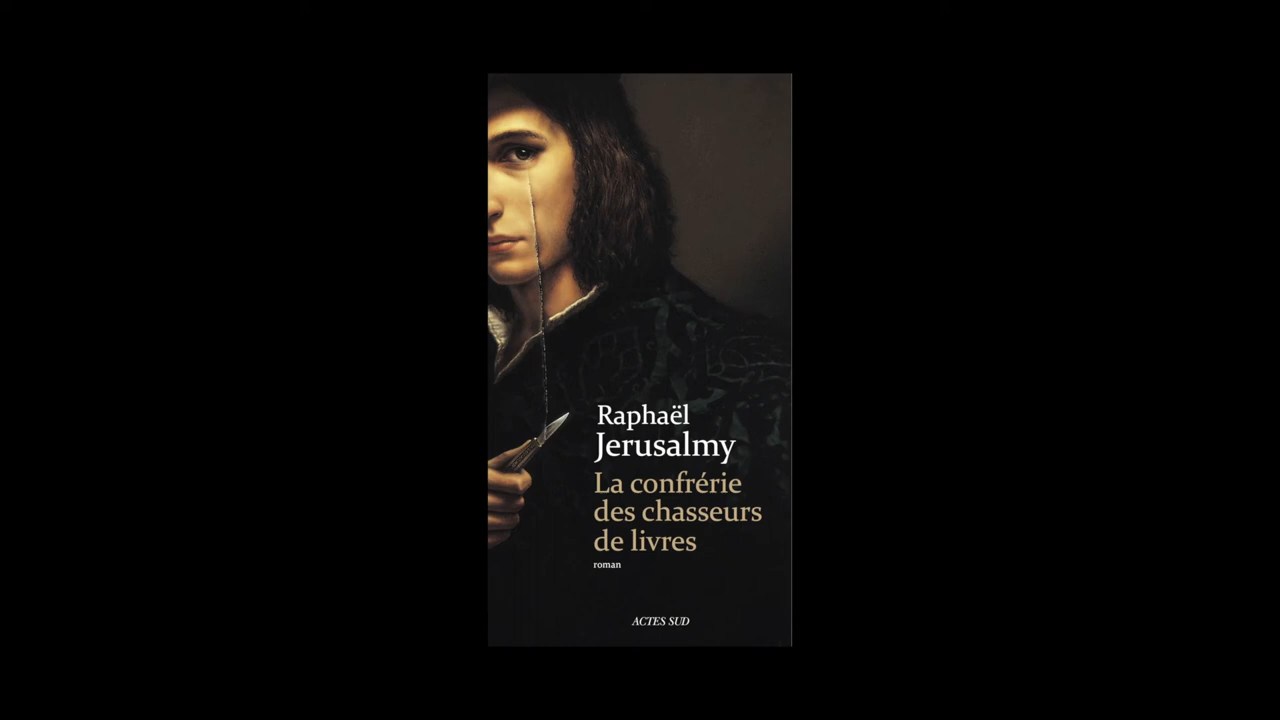 Raphaël
Jerusalmy
La confrérie
des chasseurs
de livres
roman
ACTES SUD